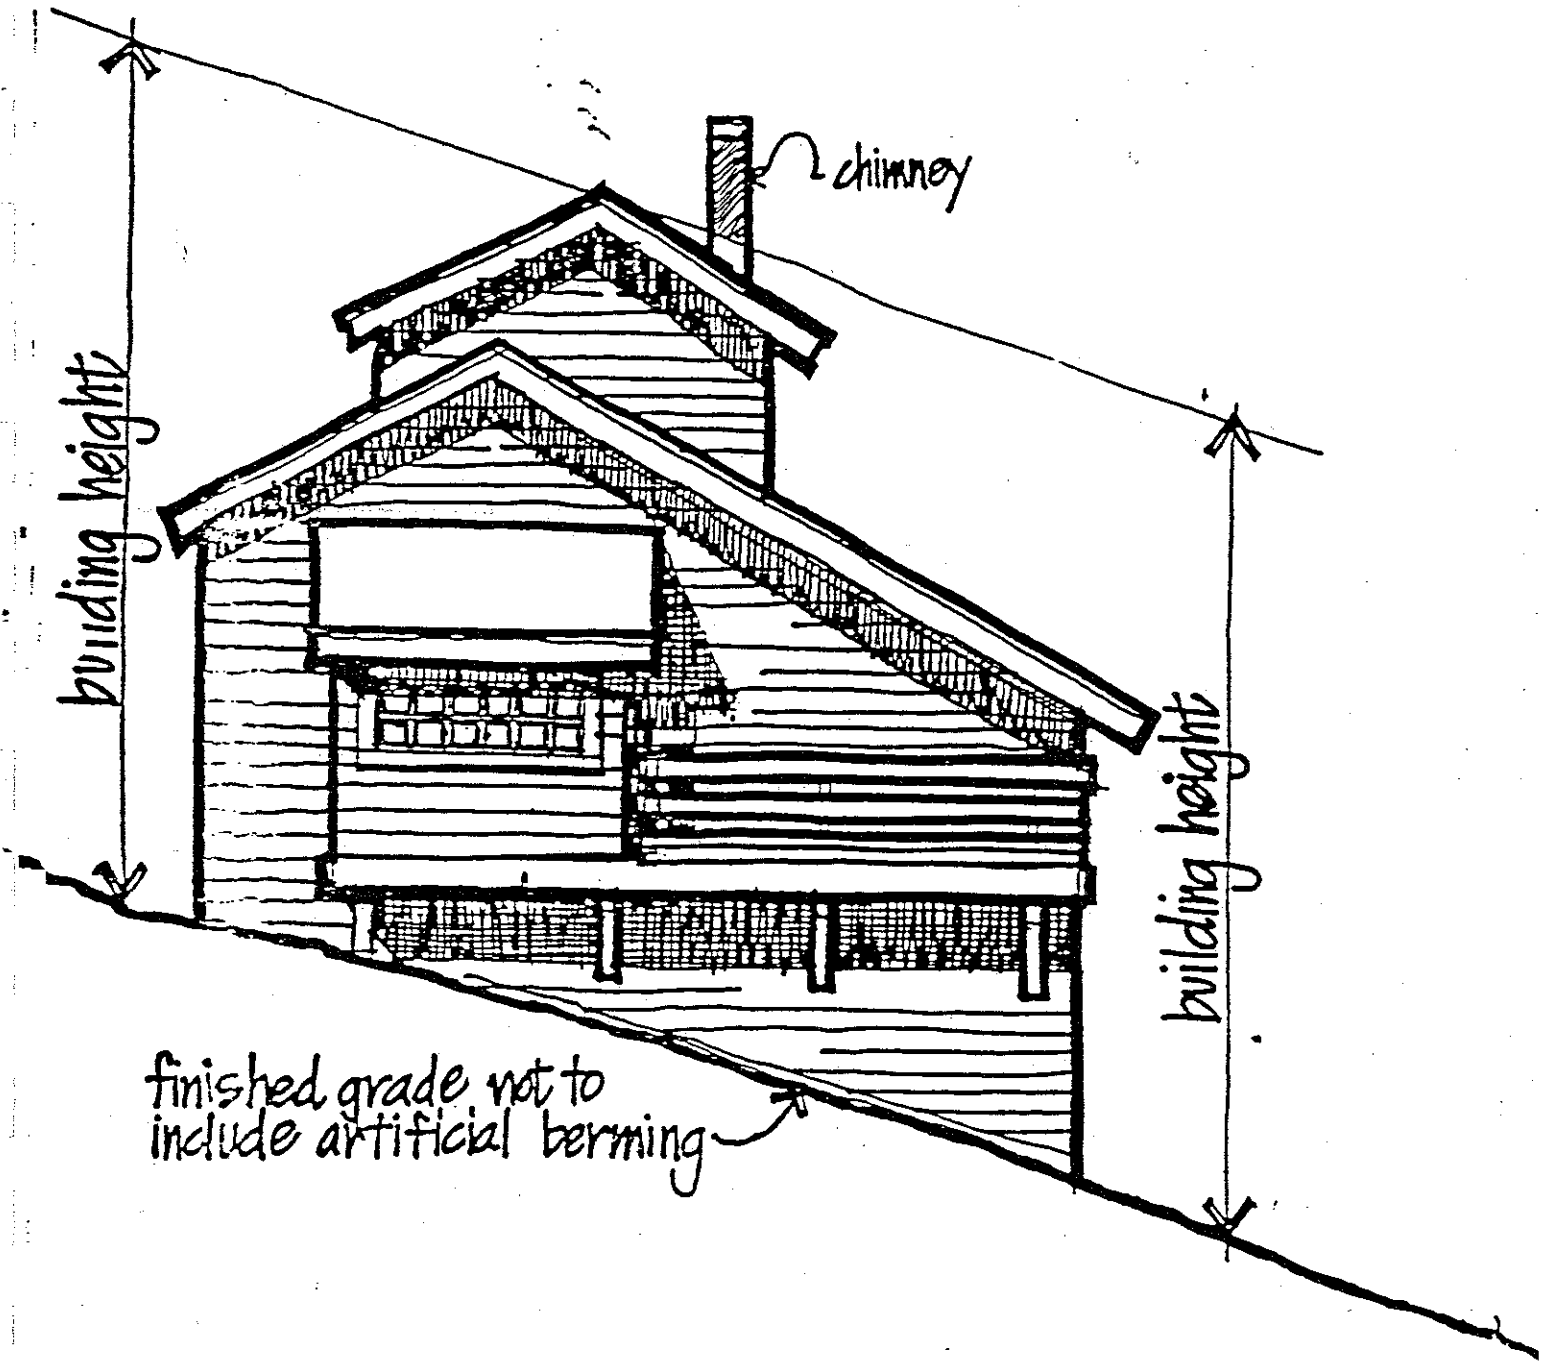 chimney
building height
building height
finished grade not to
include artificial berming